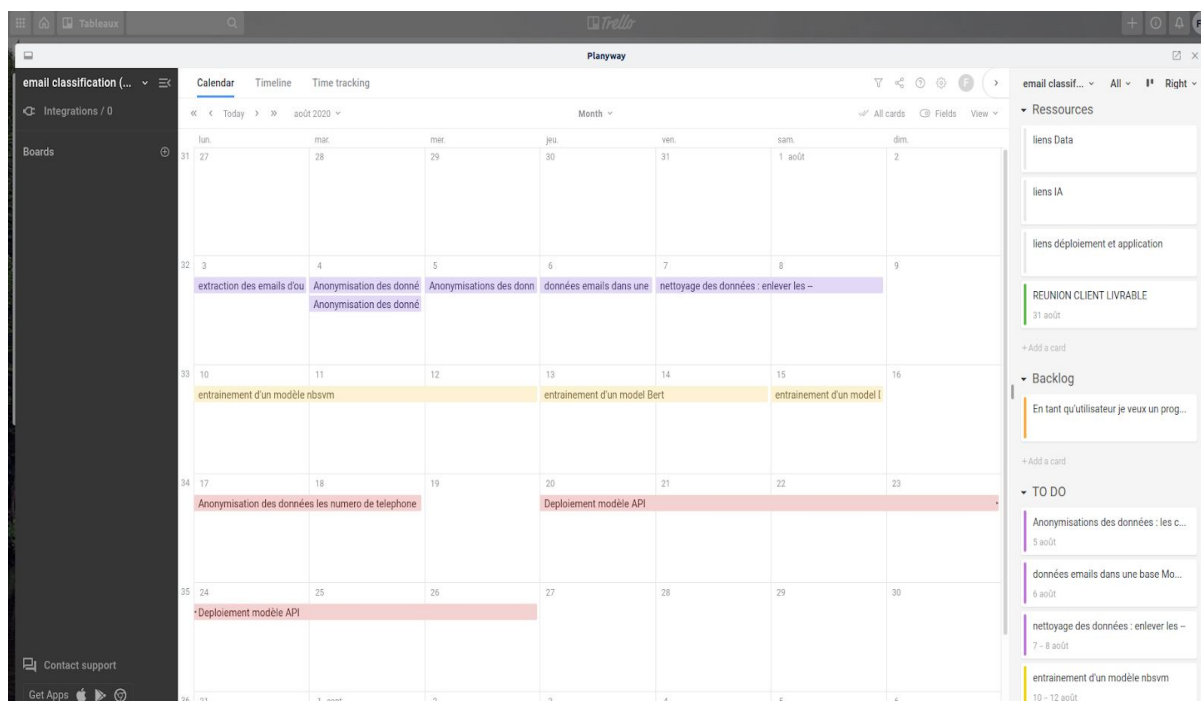 Tableaux
Trello
Planyway
email classification (...
Integrations / 0
Boards
Contact support
Get Apps
Calendar Timeline Time tracking
F
Today août 2020
Month
All cards Fields View
lun. mar. mer. jeu. ven. sam. dim.
31 27 28 29 30 31 1 août 2
32 3 4 5 6 7 8 9
extraction des emails d'ou Anonymisation des donné Anonymisations des donn données emails dans une nettoyage des données : enlever les –
Anonymisation des donné
33 10 11 12 13 14 15 16
entrainement d'un modèle nbsvm entrainement d'un model Bert entrainement d'un model
34 17 18 19 20 21 22 23
Anonymisation des données les numero de telephone Deploiement modèle API
35 24 25 26 27 28 29 30
Deploiement modèle API
email classif... All Right
Ressources
liens Data
liens IA
liens déploiement et application
REUNION CLIENT LIVRABLE
31 août
+ Add a card
Backlog
En tant qu'utilisateur je veux un prog...
+ Add a card
TO DO
Anonymisations des données : les c...
5 août
données emails dans une base Mo...
6 août
nettoyage des données : enlever les –
7 – 8 août
entrainement d'un modèle nbsvm
10 – 12 août